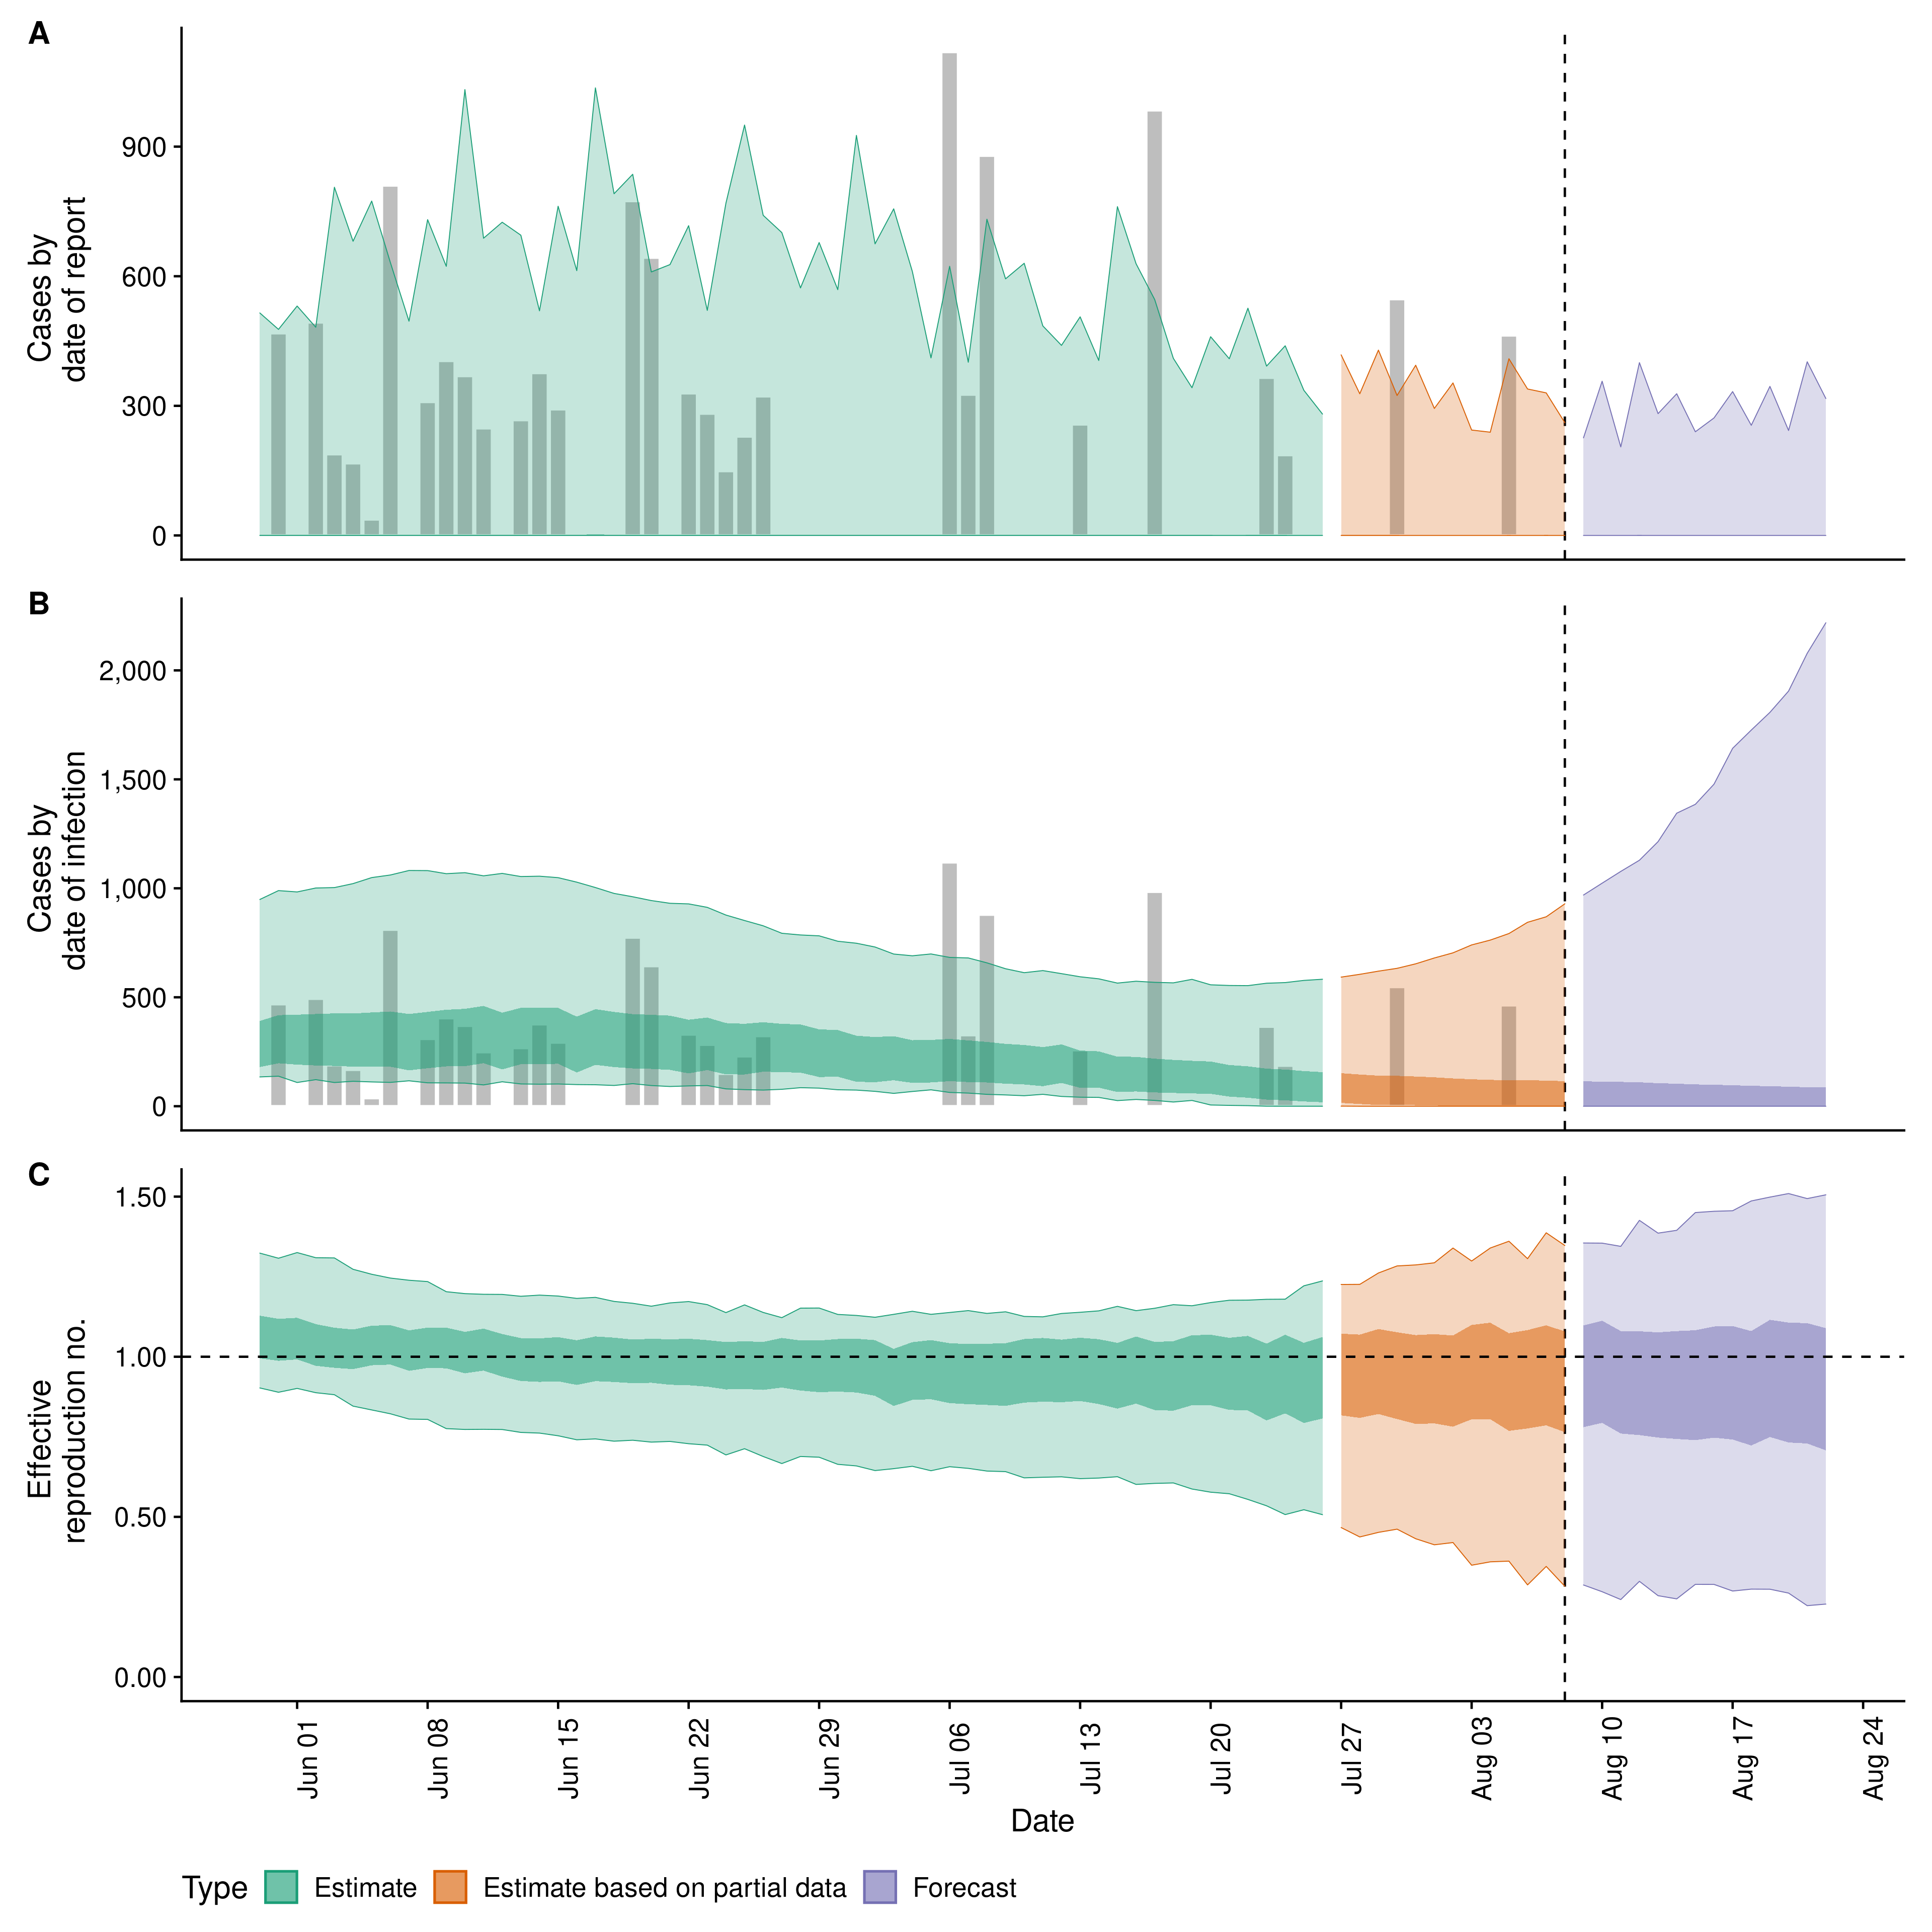 A
Cases by
date of report
900
600
300
0
B
Cases by
date of infection
2,000
1,500
1,000
500
0
C
Effective
reproduction no.
1.50
1.00
0.50
0.00
Jun 01
Jun 08
Jun 15
Jun 22
Jun 29
Jul 06
Jul 13
Jul 20
Jul 27
Aug 03
Aug 10
Aug 17
Aug 24
Date
Type Estimate Estimate based on partial data Forecast